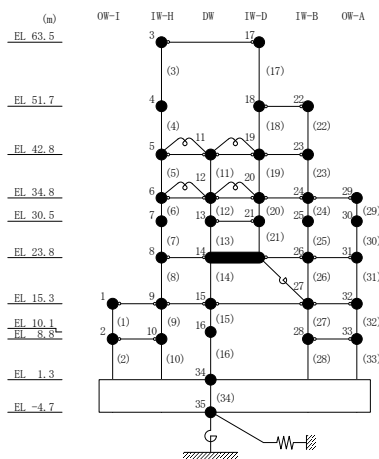 (m) OW-I IW-H DW IW-D IW-B OW-A
EL 63.5 3 17
(3) (17)
EL 51.7 4 18 22
(4) (18) (22)
11 19
EL 42.8 5 23
(5) (11) (19) (23)
12 20
EL 34.8 6 24 29
(6) (12) (20) (24) (29)
EL 30.5 7 13 21 25 30
(7) (13) (21) (25) (30)
EL 23.8 8 14 26 31
(8) (14) (26) (31)
27
EL 15.3 1 9 15 32
(1) (9) (15) (27) (32)
EL 10.1 16
EL 8.8 2 10 28 33
(2) (10) (16) (28) (33)
EL 1.3 34
(34)
EL -4.7 35